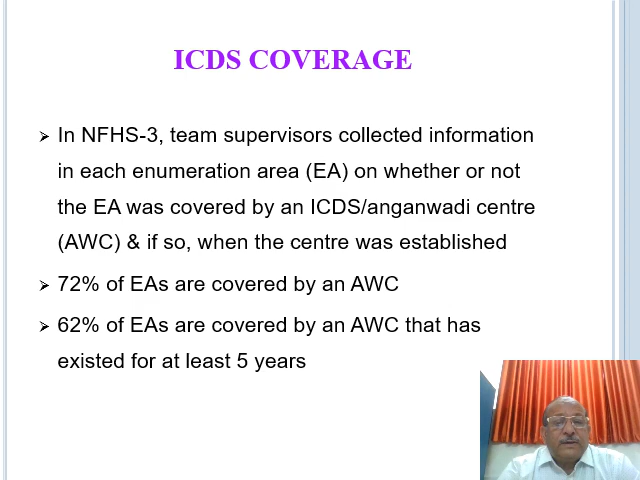 ICDS COVERAGE
In NFHS-3, team supervisors collected information
in each enumeration area (EA) on whether or not
the EA was covered by an ICDS/anganwadi centre
(AWC) & if so, when the centre was established
72% of EAs are covered by an AWC
62% of EAs are covered by an AWC that has
existed for at least 5 years